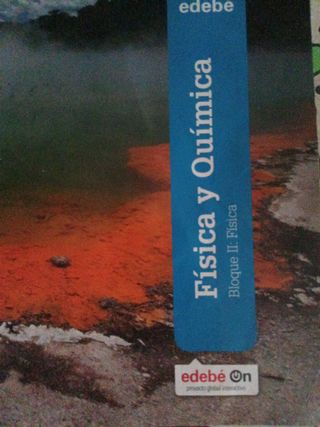 edebé
Física y Química
Bloque II: Física
edebé On
proyecto global interactivo